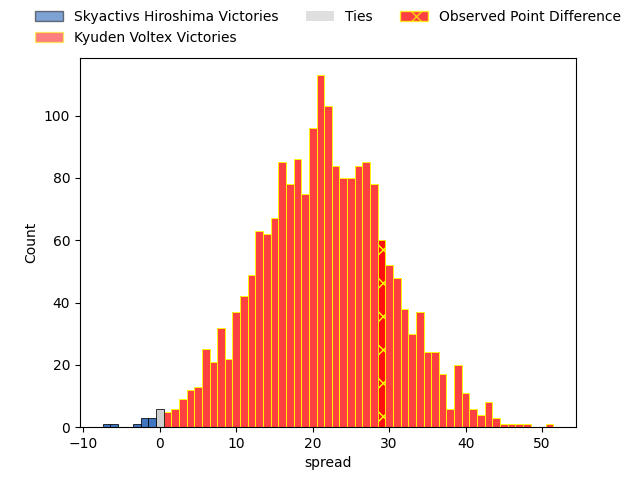 Skyactivs Hiroshima Victories
Ties
Observed Point Difference
Kyuden Voltex Victories
100
80
60
40
20
0
Count
−10
0
10
20
30
40
50
spread